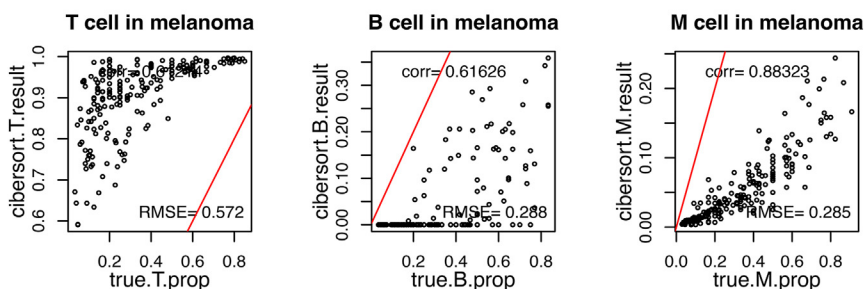 T cell in melanoma
cibersort.T.result
1.0
0.9
0.8
0.7
0.6
RMSE= 0.572
0.2 0.4 0.6 0.8
true.T.prop
B cell in melanoma
cibersort.B.result
0.30
0.20
0.10
0.00
corr= 0.61626
RMSE= 0.288
0.2 0.4 0.6 0.8
true.B.prop
M cell in melanoma
cibersort.M.result
0.20
0.10
0.00
corr= 0.88323
RMSE= 0.285
0.0 0.2 0.4 0.6 0.8
true.M.prop